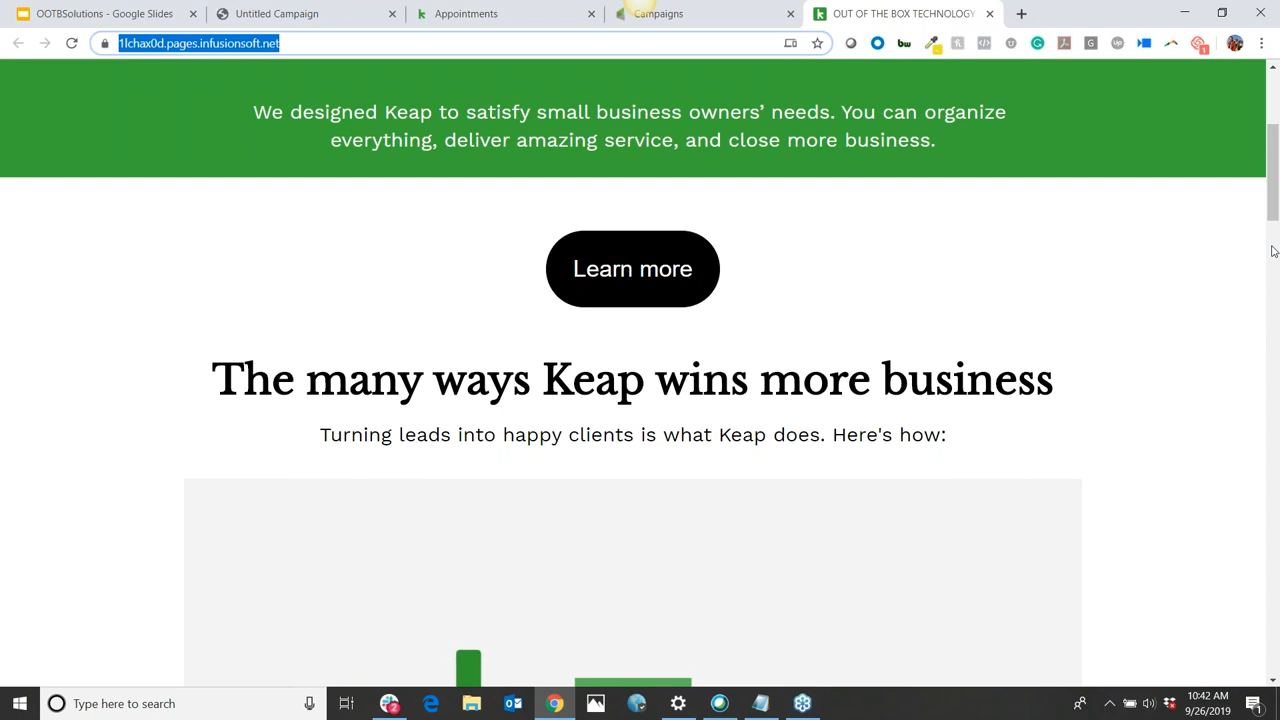 OOTBSolutions - Google Slides
Untitled Campaign
Appointments
Campaigns
OUT OF THE BOX TECHNOLOGY
1lchax0d.pages.infusionsoft.net
We designed Keap to satisfy small business owners’ needs. You can organize
everything, deliver amazing service, and close more business.
Learn more
The many ways Keap wins more business
Turning leads into happy clients is what Keap does. Here's how:
Type here to search
10:42 AM
9/26/2019